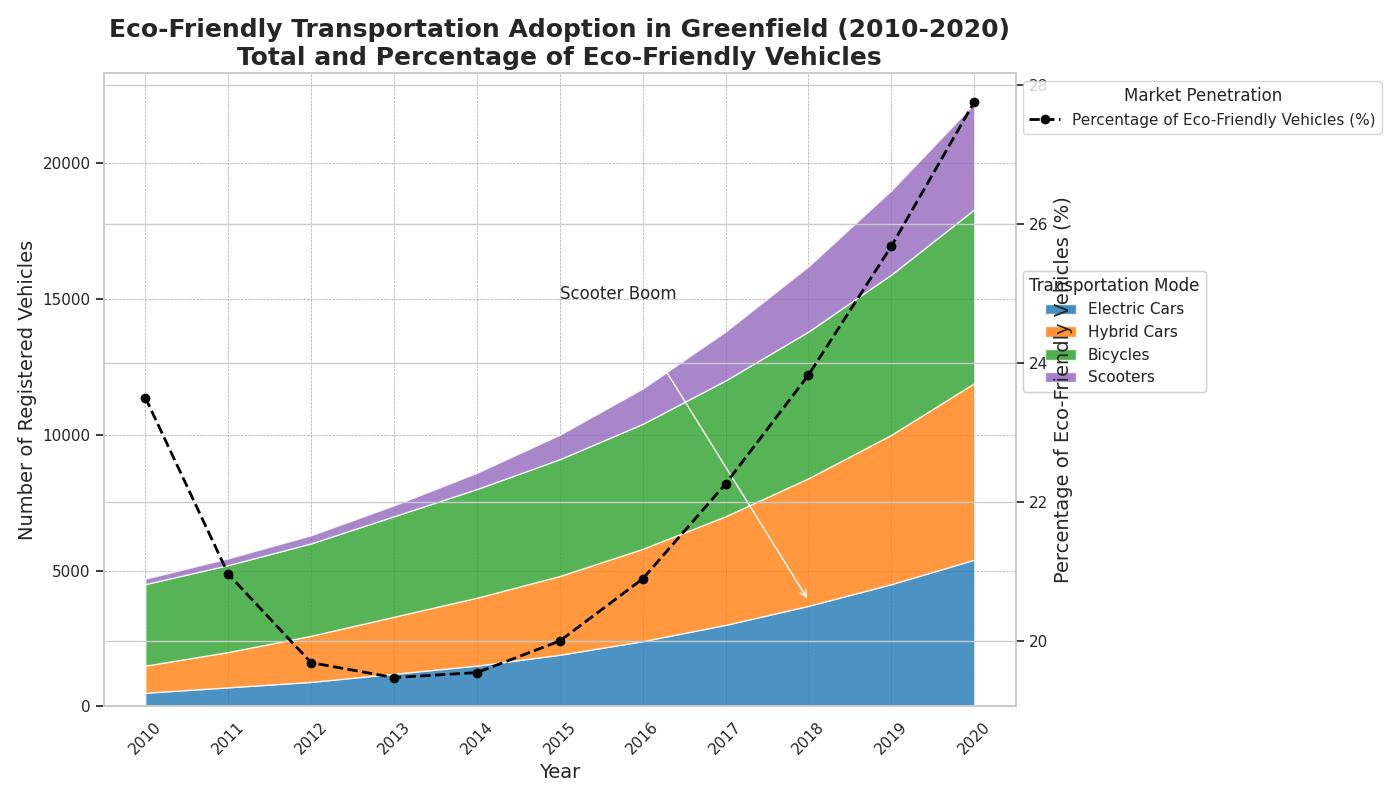 Eco-Friendly Transportation Adoption in Greenfield (2010-2020)
Total and Percentage of Eco-Friendly Vehicles
Number of Registered Vehicles
20000
15000
10000
5000
0
Scooter Boom
2010
2011
2012
2013
2014
2015
2016
2017
2018
2019
2020
Year
28
26
24
22
20
Percentage of Eco-Friendly Vehicles (%)
Market Penetration
Percentage of Eco-Friendly Vehicles (%)
Transportation Mode
Electric Cars
Hybrid Cars
Bicycles
Scooters